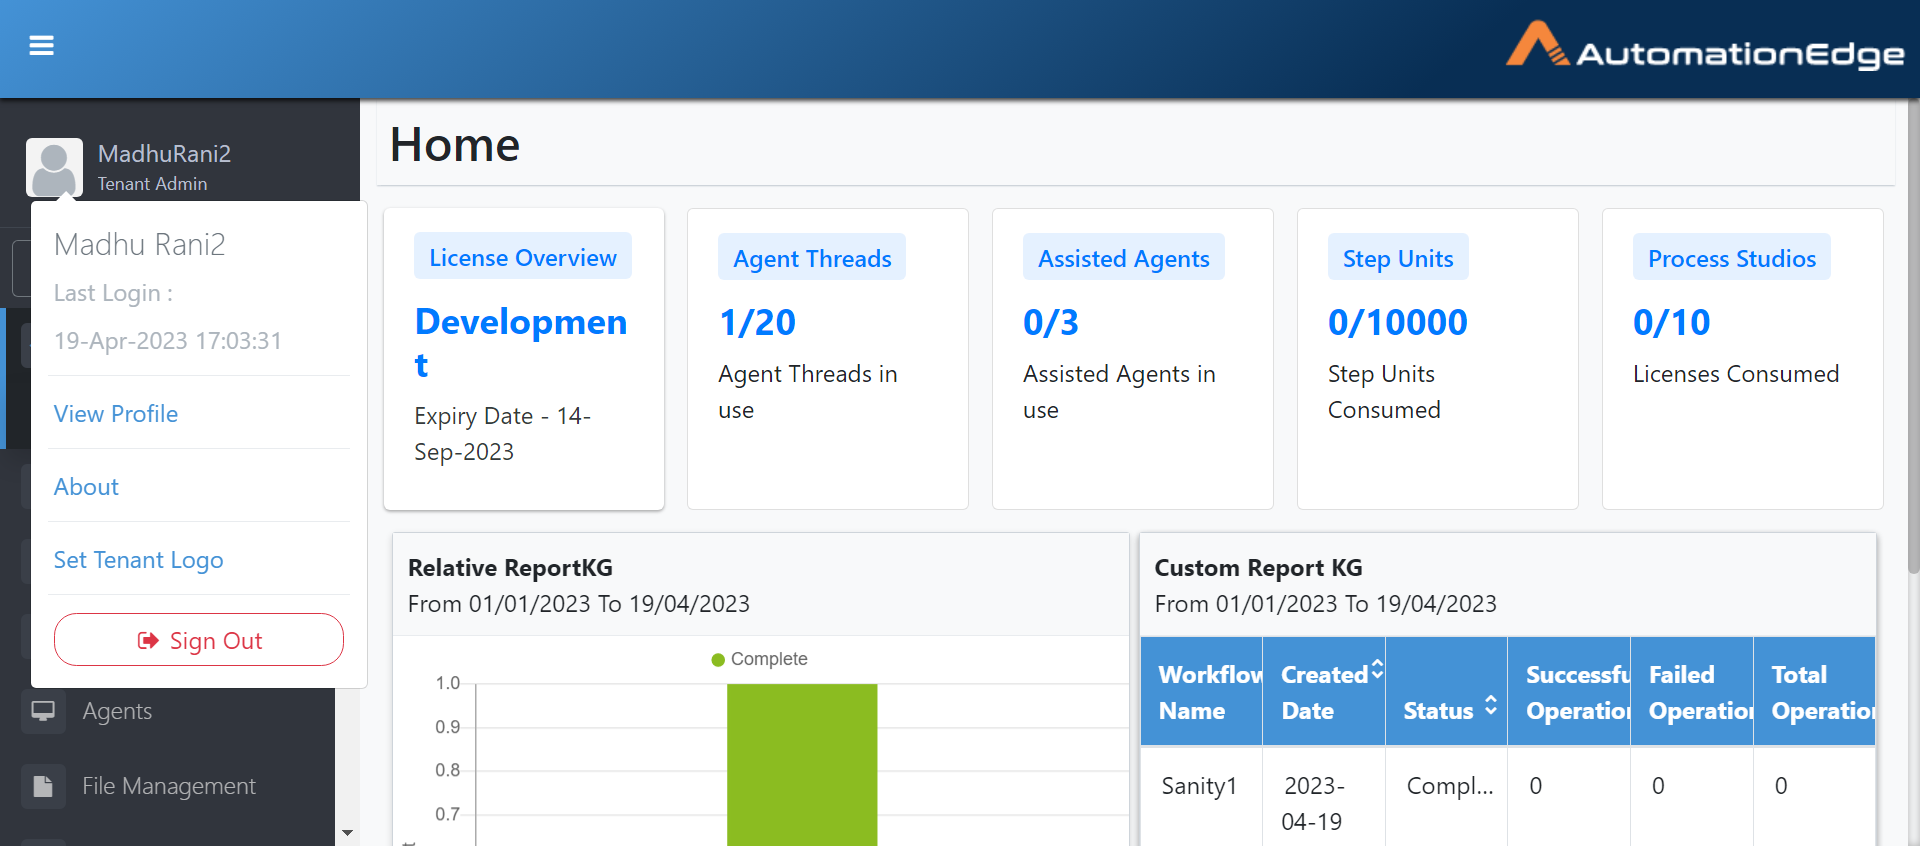 AutomationEdge
MadhuRani2
Tenant Admin
Madhu Rani2
Last Login :
19-Apr-2023 17:03:31
View Profile
About
Set Tenant Logo
Sign Out
Agents
File Management
Home
License Overview
Developmen
t
Expiry Date - 14-
Sep-2023
Agent Threads
1/20
Agent Threads in
use
Assisted Agents
0/3
Assisted Agents in
use
Step Units
0/10000
Step Units
Consumed
Process Studios
0/10
Licenses Consumed
Relative ReportKG
From 01/01/2023 To 19/04/2023
Complete
1.0
0.9
0.8
0.7
Custom Report KG
From 01/01/2023 To 19/04/2023
Workflow
Name
Created
Date
Status
Successfu
Operation
Failed
Operation
Total
Operation
Sanity1
2023-
04-19
Compl...
0
0
0